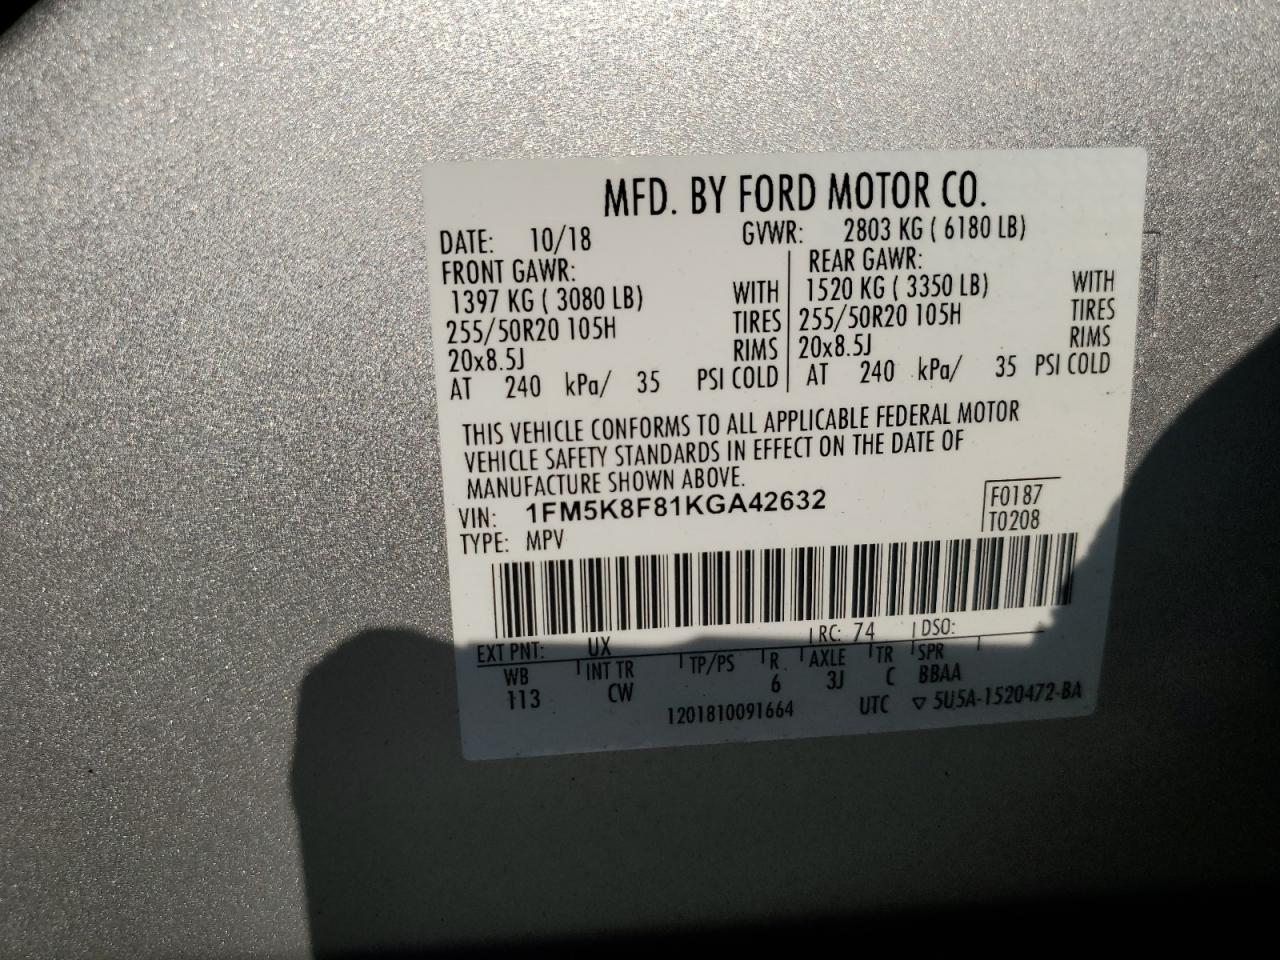 MFD. BY FORD MOTOR CO.
DATE: 10/18 GVWR: 2803 KG ( 6180 LB)
FRONT GAWR: REAR GAWR:
1397 KG ( 3080 LB) WITH 1520 KG ( 3350 LB) WITH
255/50R20 105H TIRES 255/50R20 105H TIRES
20x8.5J RIMS 20x8.5J RIMS
AT 240 kPa/ 35 PSI COLD AT 240 kPa/ 35 PSI COLD
THIS VEHICLE CONFORMS TO ALL APPLICABLE FEDERAL MOTOR
VEHICLE SAFETY STANDARDS IN EFFECT ON THE DATE OF
MANUFACTURE SHOWN ABOVE.
VIN: 1FM5K8F81KGA42632 F0187
TYPE: MPV T0208
EXT PNT: UX RC: 74 DSO:
WB INT TR TP/PS R AXLE TR SPR
113 CW 6 3J C BBAA
1201810091664 UTC ▽ 5U5A-1520472-BA